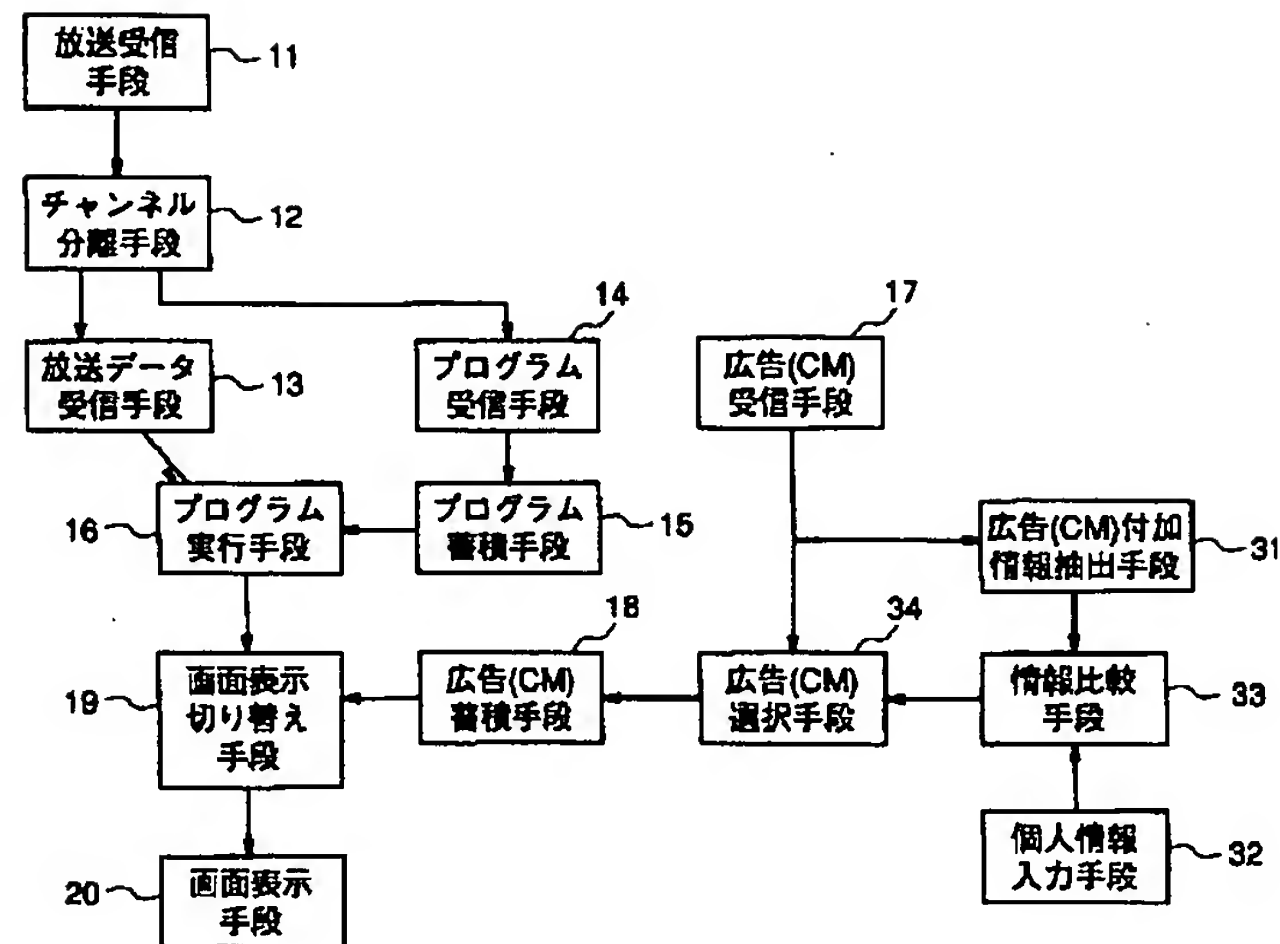 放送受信
手段
11
チャンネル
分離手段
12
放送データ
受信手段
13
プログラム
受信手段
14
広告(CM)
受信手段
17
プログラム
実行手段
16
プログラム
蓄積手段
15
広告(CM)付加
情報抽出手段
31
画面表示
切り替え
手段
19
広告(CM)
蓄積手段
18
広告(CM)
選択手段
34
情報比較
手段
33
個人情報
入力手段
32
画面表示
手段
20